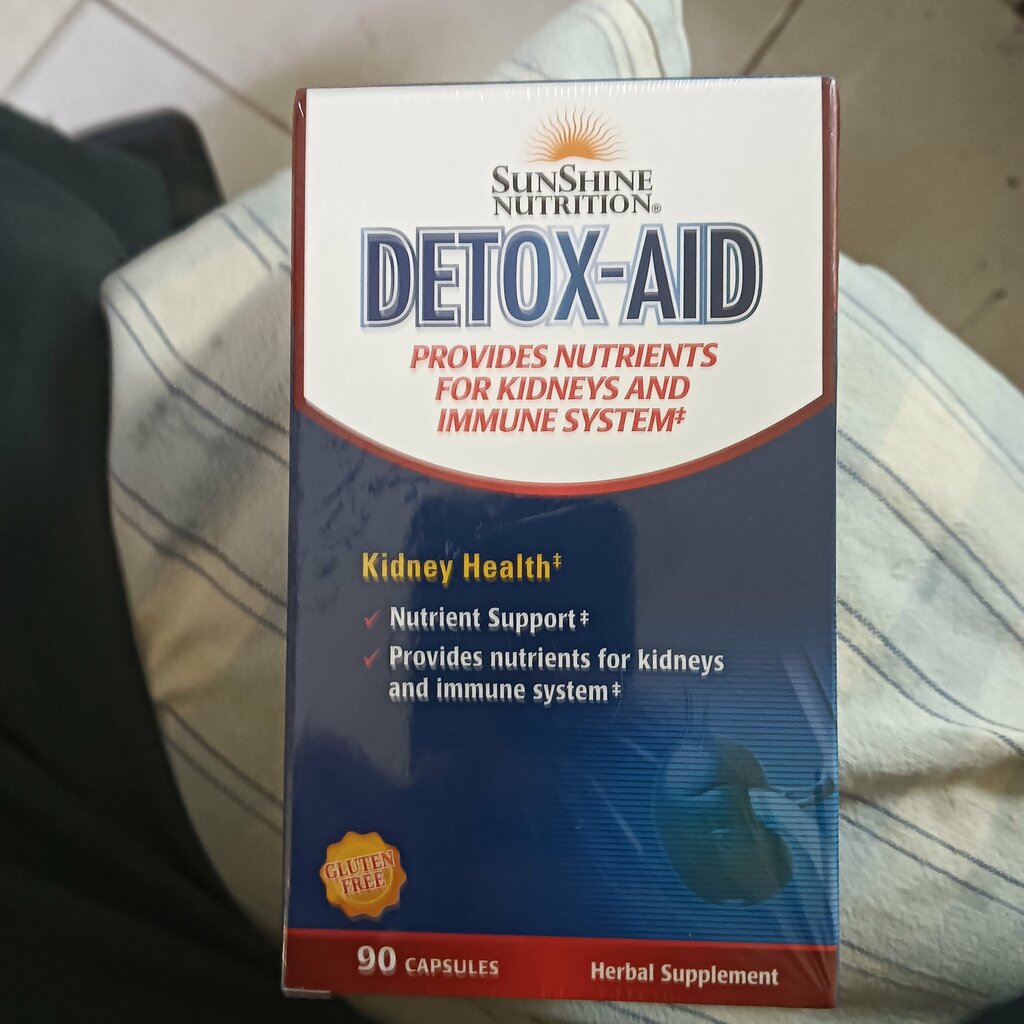 SUNSHINE
NUTRITION®
DETOX-AID
PROVIDES NUTRIENTS
FOR KIDNEYS AND
IMMUNE SYSTEM‡
Kidney Health‡
✓ Nutrient Support‡
✓ Provides nutrients for kidneys
and immune system‡
GLUTEN
FREE
90 CAPSULES
Herbal Supplement